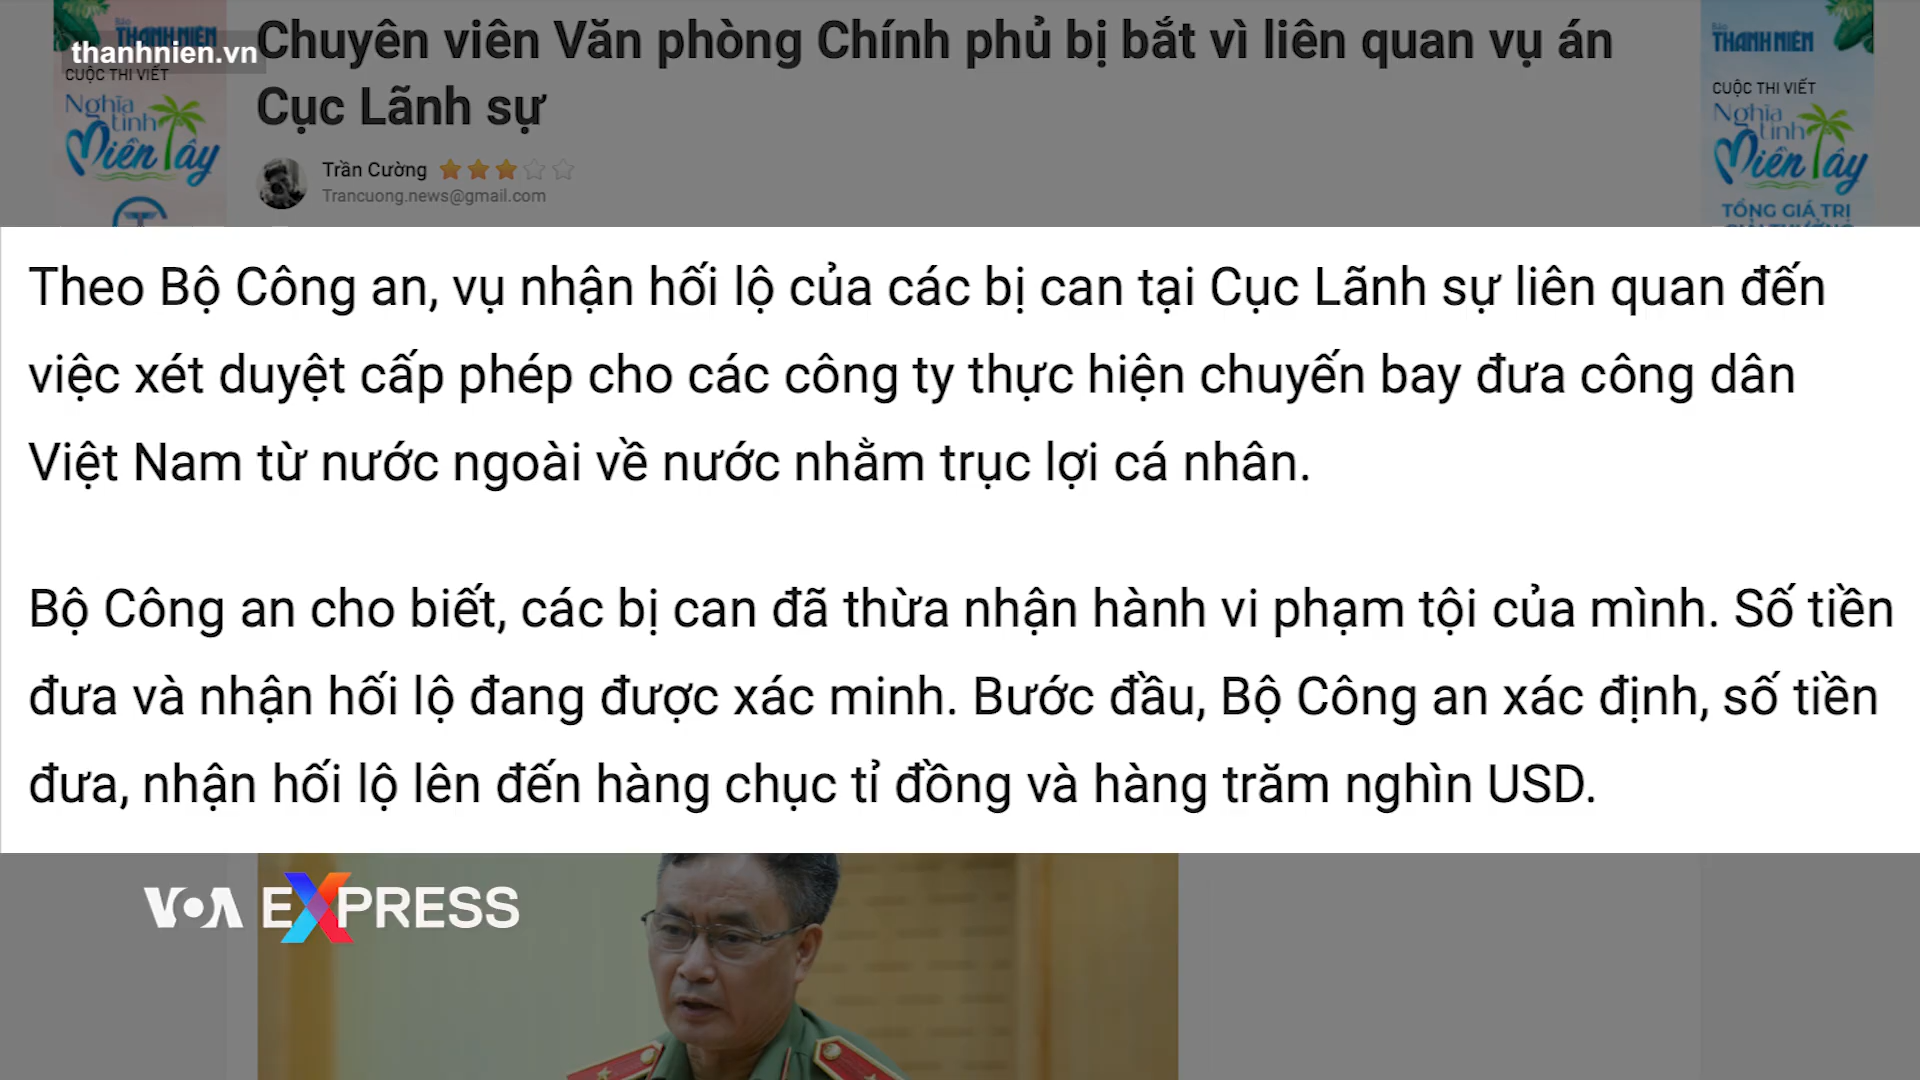 Chuyên viên Văn phòng Chính phủ bị bắt vì liên quan vụ án
Cục Lãnh sự
thanhnien.vn
THANH NIÊN
CUỘC THI VIẾT
Nghĩa
tình
Miền Tây
Trần Cường
Trancuong.news@gmail.com
Báo
THANH NIÊN
CUỘC THI VIẾT
Nghĩa
tình
Miền Tây
TỔNG GIÁ TRỊ
Theo Bộ Công an, vụ nhận hối lộ của các bị can tại Cục Lãnh sự liên quan đến
việc xét duyệt cấp phép cho các công ty thực hiện chuyến bay đưa công dân
Việt Nam từ nước ngoài về nước nhằm trục lợi cá nhân.
Bộ Công an cho biết, các bị can đã thừa nhận hành vi phạm tội của mình. Số tiền
đưa và nhận hối lộ đang được xác minh. Bước đầu, Bộ Công an xác định, số tiền
đưa, nhận hối lộ lên đến hàng chục tỉ đồng và hàng trăm nghìn USD.
VOA EXPRESS